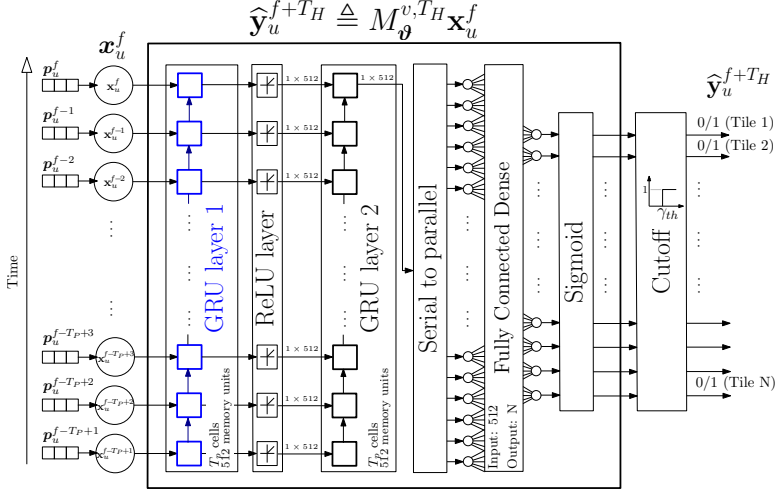 ŷ_u^{f+T_H} ≜ M_ϑ^{v,T_H} x_u^f
x_u^f
ŷ_u^{f+T_H}
p_u^f
x_u^f
1 × 512
1 × 512
p_u^{f-1}
x_u^{f-1}
1 × 512
0/1 (Tile 1)
p_u^{f-2}
x_u^{f-2}
1 × 512
0/1 (Tile 2)
Time
GRU layer 1
ReLU layer
GRU layer 2
Serial to parallel
Fully Connected Dense
Sigmoid
Cutoff
1
γ_{th}
p_u^{f-T_P+3}
x_u^{f-T_P+3}
1 × 512
p_u^{f-T_P+2}
x_u^{f-T_P+2}
1 × 512
0/1 (Tile N)
p_u^{f-T_P+1}
x_u^{f-T_P+1}
1 × 512
T_p cells
512 memory units
T_p cells
512 memory units
Input: 512
Output: N